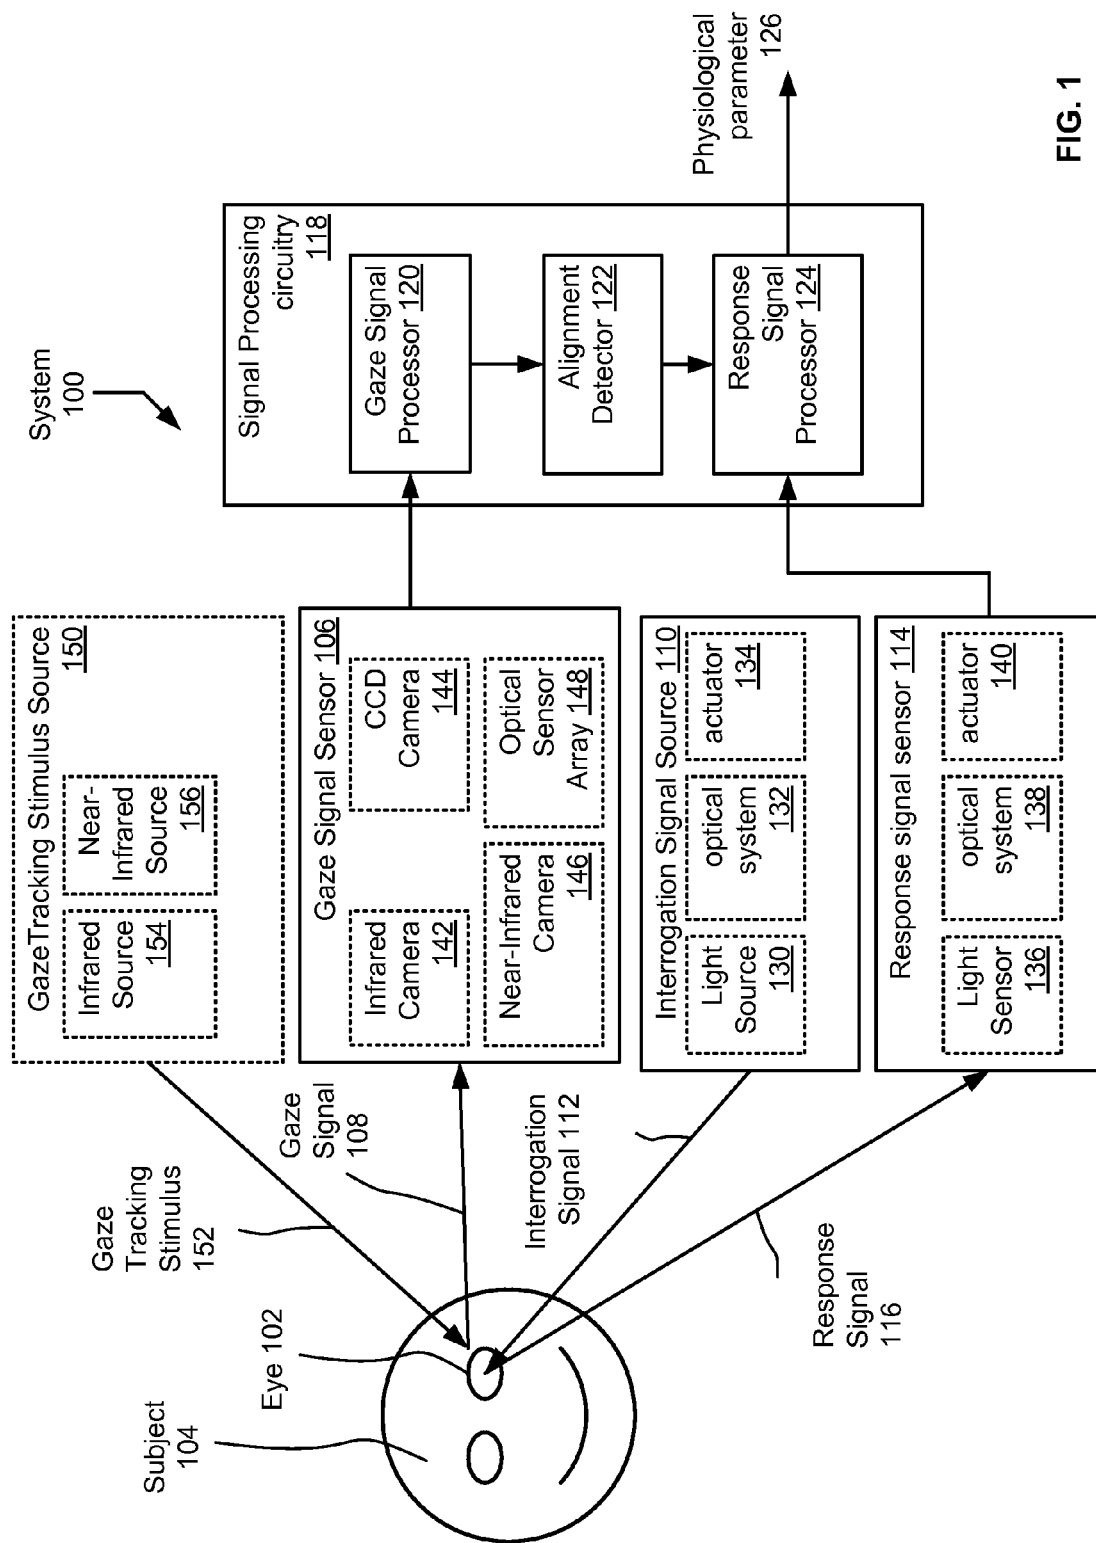 System
100
GazeTracking Stimulus Source
150
Infrared
Source
154
Near-
Infrared
Source
156
Gaze
Tracking
Stimulus
152
Gaze
Signal
108
Gaze Signal Sensor 106
Infrared
Camera
142
CCD
Camera
144
Near-Infrared
Camera
146
Optical
Sensor
Array 148
Signal Processing
circuitry
118
Gaze Signal
Processor 120
Alignment
Detector 122
Response
Signal
Processor 124
Physiological
parameter
126
Subject
104
Eye 102
Interrogation
Signal 112
Interrogation Signal Source 110
Light
Source
130
optical
system
132
actuator
134
Response
Signal
116
Response signal sensor 114
Light
Sensor
136
optical
system
138
actuator
140
FIG. 1